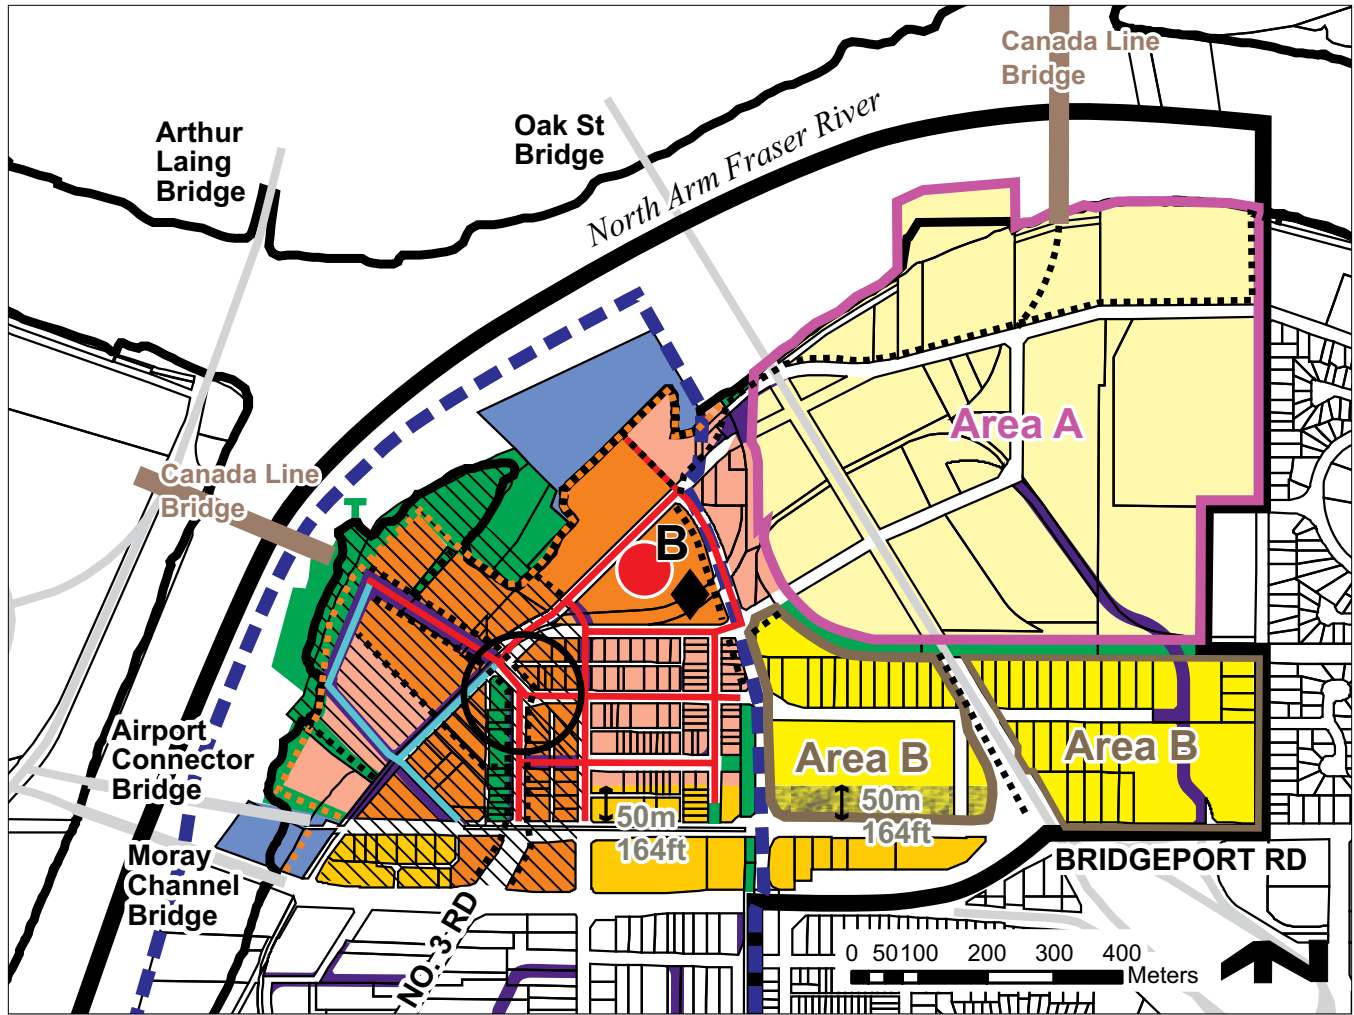 Canada Line
Bridge
Arthur
Laing
Bridge
Oak St
Bridge
North Arm Fraser River
Area A
Canada Line
Bridge
B
Airport
Connector
Bridge
Area B
Area B
50m
164ft
50m
164ft
Moray
Channel
Bridge
BRIDGEPORT RD
NO. 3 RD
0 50 100 200 300 400
Meters